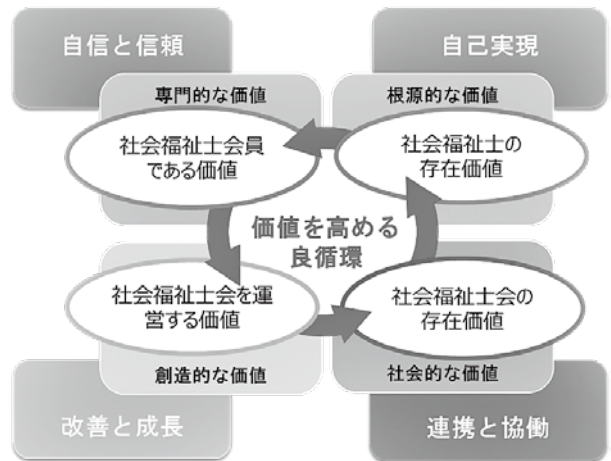 自信と信頼
自己実現
専門的な価値
根源的な価値
社会福祉士会員
である価値
社会福祉士の
存在価値
価値を高める
良循環
社会福祉士会を運
営する価値
社会福祉士会の
存在価値
創造的な価値
社会的な価値
改善と成長
連携と協働